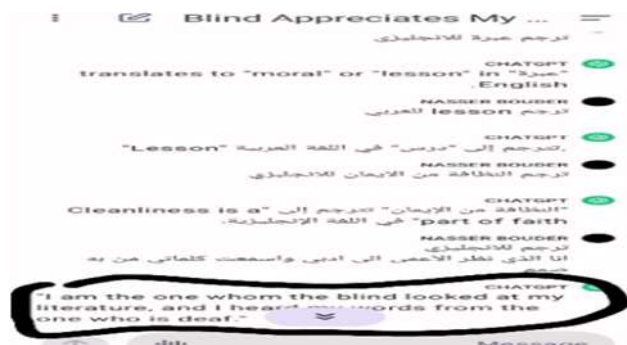 Blind Appreciates My ...
ترجم عبرة للانجليزي
CHATGPT
translates to "moral" or "lesson" in "عبرة"
English.
NASSER BOUDER
ترجم lesson للعربي
CHATGPT
تترجم إلى "درس" في اللغة العربية "Lesson".
NASSER BOUDER
ترجم النظافة من الايمان للانجليزي
CHATGPT
"النظافة من الإيمان" تترجم إلى "Cleanliness is a
part of faith" في اللغة الإنجليزية.
NASSER BOUDER
ترجم للانجليزي
انا الذي نظر الأعمى الى ادبي واسمعت كلماتي من به
صمم
CHATGPT
"I am the one whom the blind looked at my
literature, and I heard my words from the
one who is deaf."
Message